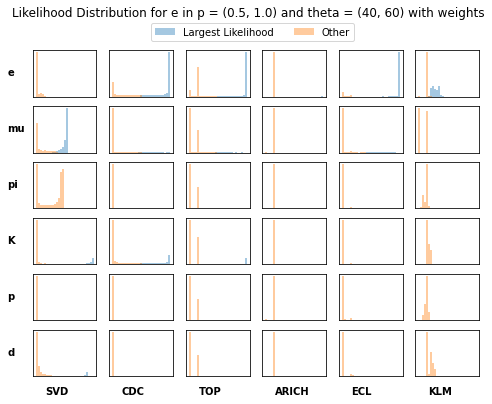 Likelihood Distribution for e in p = (0.5, 1.0) and theta = (40, 60) with weights
Largest Likelihood Other
e
mu
pi
K
p
d
SVD CDC TOP ARICH ECL KLM